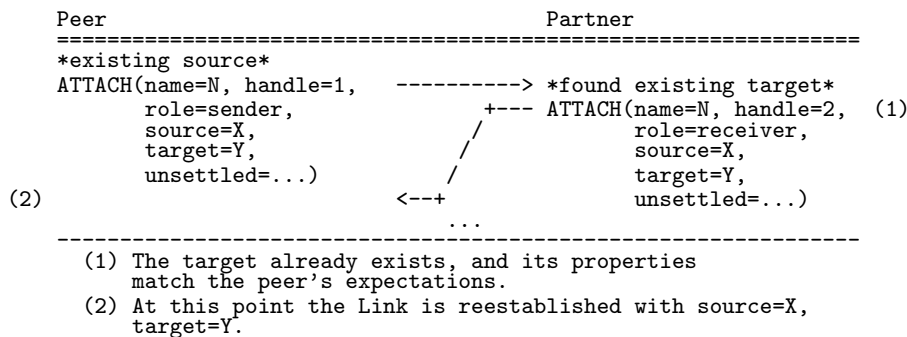 Peer                           Partner
=================================================================
*existing source*
ATTACH(name=N, handle=1,   ----------> *found existing target*
       role=sender,               +--- ATTACH(name=N, handle=2,   (1)
       source=X,                 /            role=receiver,
       target=Y,                /             source=X,
       unsettled=...)          /              target=Y,
(2)                        <--+               unsettled=...)
                               ...
-----------------------------------------------------------------
(1) The target already exists, and its properties
    match the peer's expectations.
(2) At this point the Link is reestablished with source=X,
    target=Y.